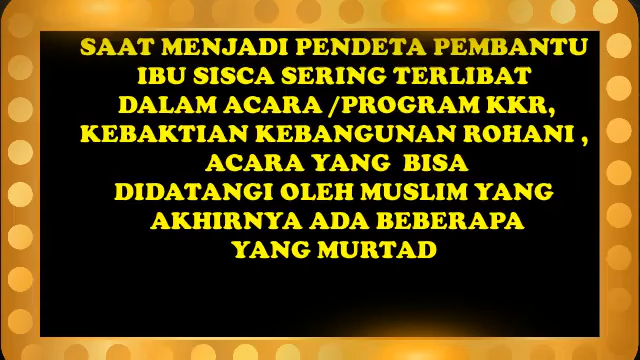 SAAT MENJADI PENDETA PEMBANTU
IBU SISCA SERING TERLIBAT
DALAM ACARA /PROGRAM KKR,
KEBAKTIAN KEBANGUNAN ROHANI ,
ACARA YANG  BISA
DIDATANGI OLEH MUSLIM YANG
AKHIRNYA ADA BEBERAPA
YANG MURTAD